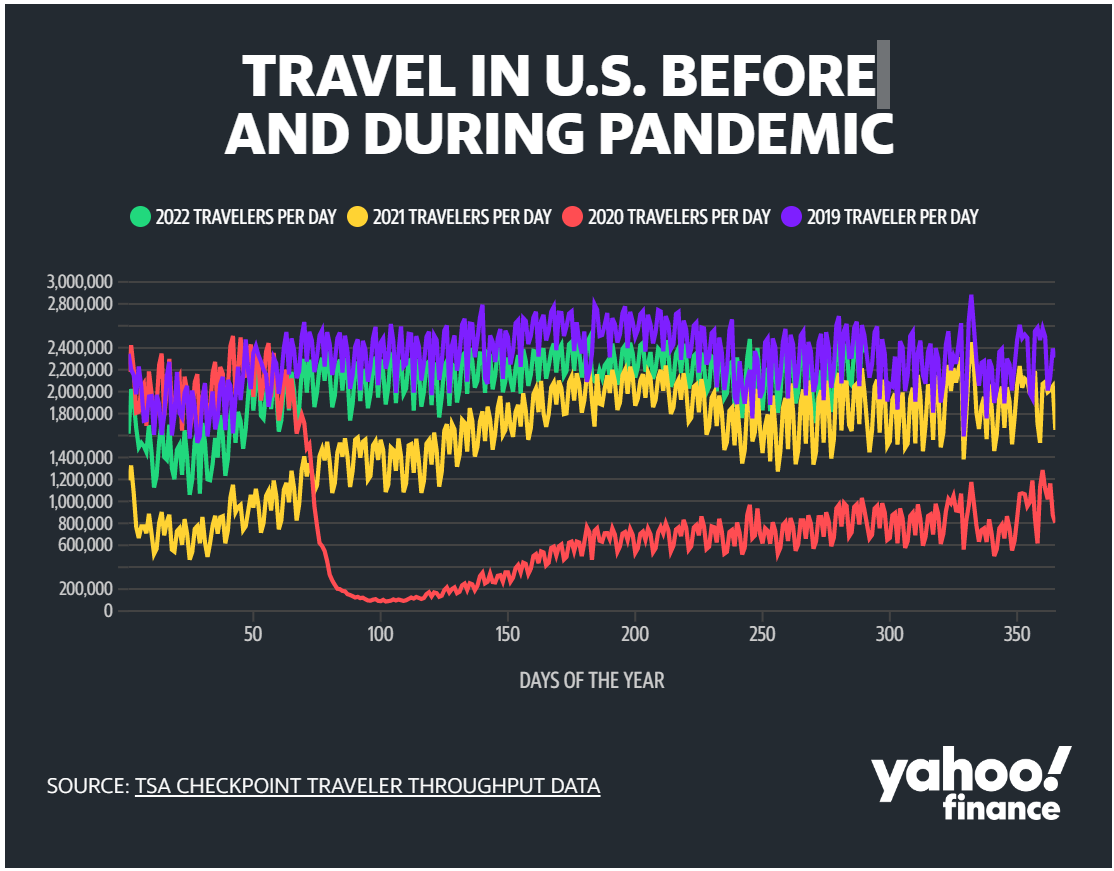 TRAVEL IN U.S. BEFORE
AND DURING PANDEMIC
2022 TRAVELERS PER DAY 2021 TRAVELERS PER DAY 2020 TRAVELERS PER DAY 2019 TRAVELER PER DAY
3,000,000
2,800,000
2,400,000
2,200,000
2,000,000
1,800,000
1,400,000
1,200,000
1,000,000
800,000
600,000
200,000
0
50 100 150 200 250 300 350
DAYS OF THE YEAR
SOURCE: TSA CHECKPOINT TRAVELER THROUGHPUT DATA
yahoo!
finance